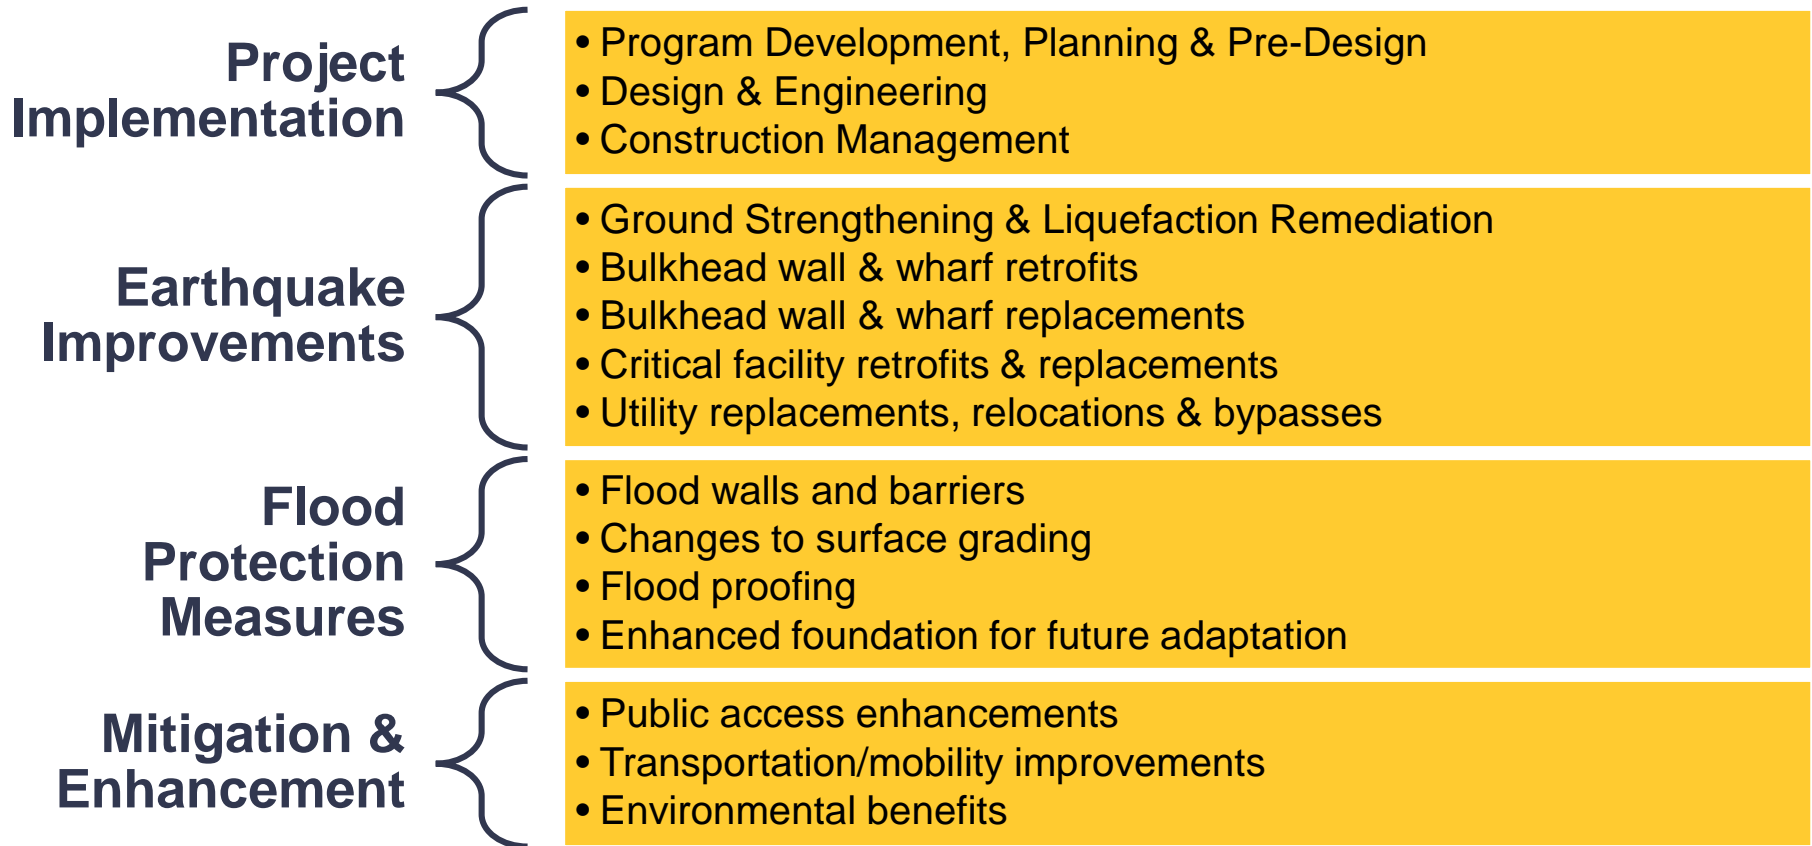 Project
Implementation
• Program Development, Planning & Pre-Design
• Design & Engineering
• Construction Management
Earthquake
Improvements
• Ground Strengthening & Liquefaction Remediation
• Bulkhead wall & wharf retrofits
• Bulkhead wall & wharf replacements
• Critical facility retrofits & replacements
• Utility replacements, relocations & bypasses
Flood
Protection
Measures
• Flood walls and barriers
• Changes to surface grading
• Flood proofing
• Enhanced foundation for future adaptation
Mitigation &
Enhancement
• Public access enhancements
• Transportation/mobility improvements
• Environmental benefits